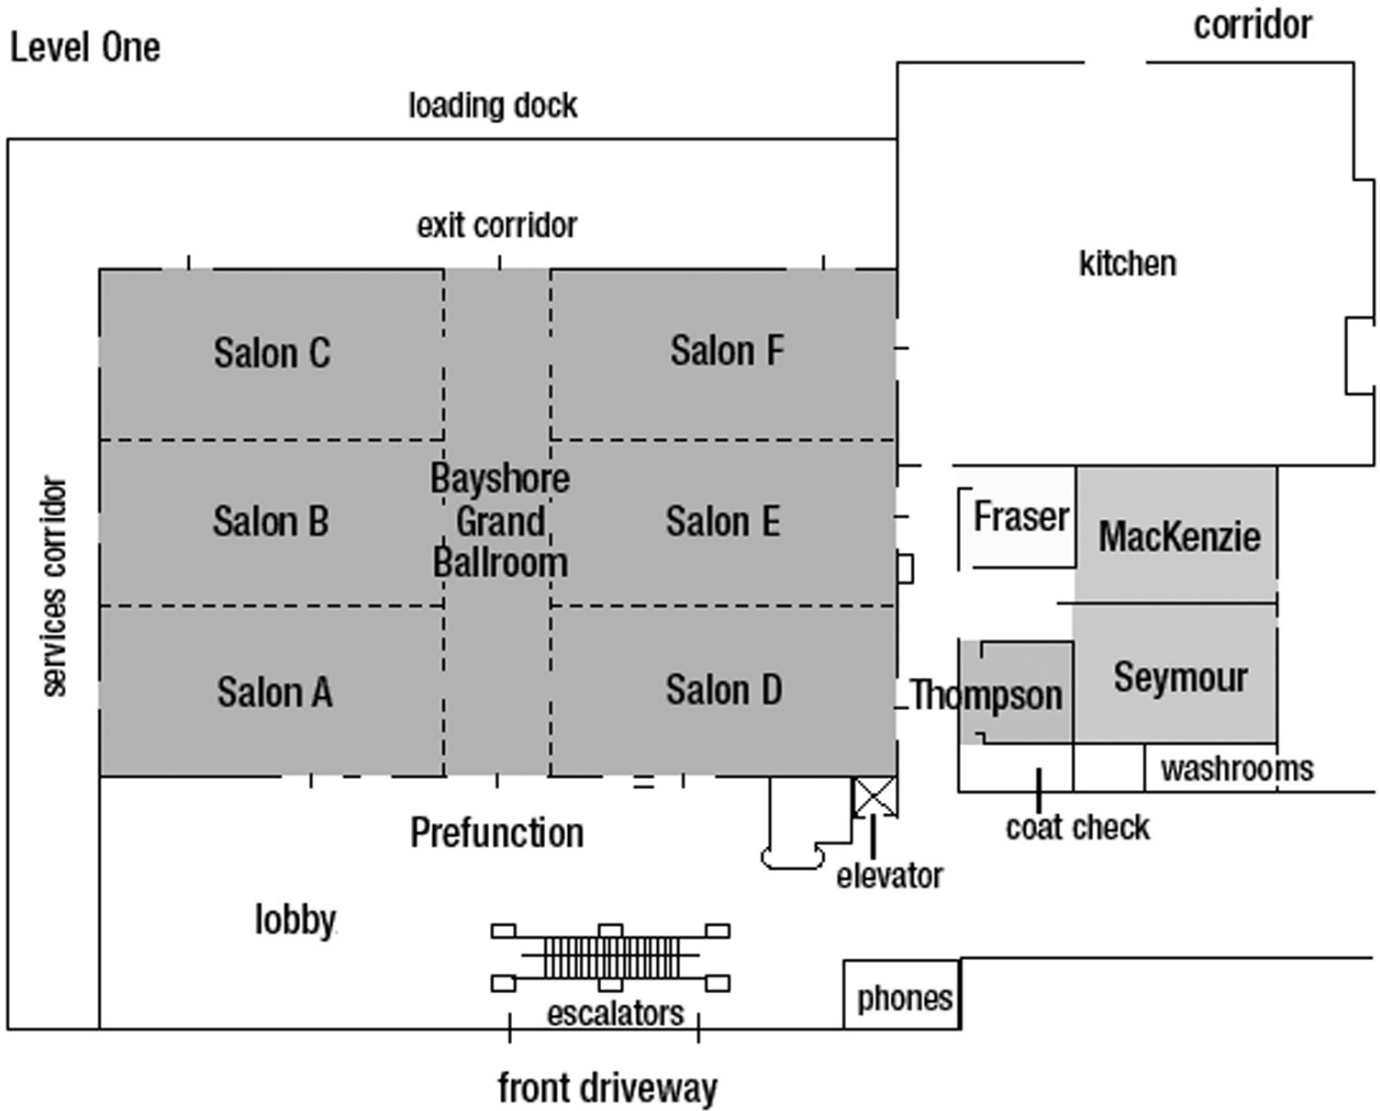 corridor
Level One
loading dock
exit corridor
kitchen
Salon C
Salon F
Bayshore
Grand
Ballroom
Salon B
Salon E
services corridor
Fraser
MacKenzie
Salon A
Salon D
Thompson
Seymour
washrooms
coat check
Prefunction
elevator
lobby
escalators
phones
front driveway